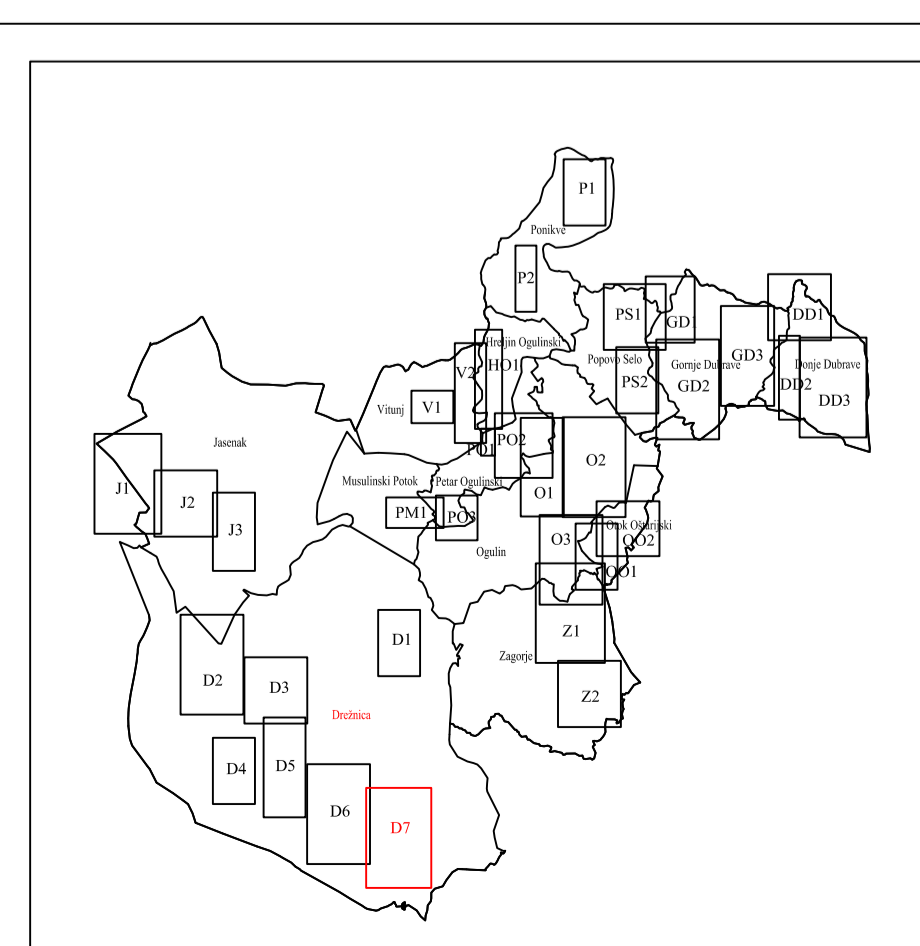 P1
Ponikve
P2
PS1
GD1
DD1
Hreljin Ogulinski
HO1
V2
Popovo Selo
PS2
Gornje Dubrave
GD2
GD3
Donje Dubrave
DD2
DD3
Vitunj
V1
Jasenak
PO1
PO2
O2
J1
J2
J3
Musulinski Potok
Petar Ogulinski
PM1
PO3
O1
Ogulin
O3
Otok Oštarijski
OO2
OO1
D1
Z1
Zagorje
Z2
D2
D3
Drežnica
D4
D5
D6
D7